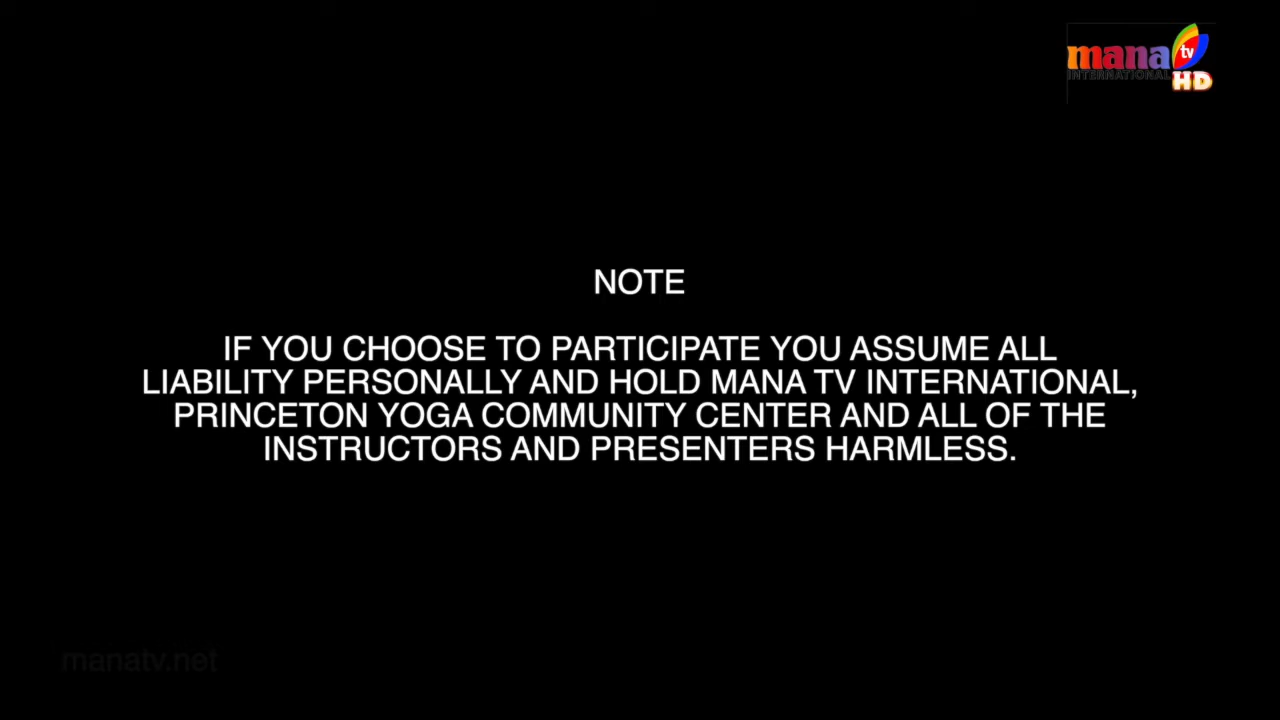 mana tv
INTERNATIONAL HD
NOTE
IF YOU CHOOSE TO PARTICIPATE YOU ASSUME ALL
LIABILITY PERSONALLY AND HOLD MANA TV INTERNATIONAL,
PRINCETON YOGA COMMUNITY CENTER AND ALL OF THE
INSTRUCTORS AND PRESENTERS HARMLESS.
manatv.net